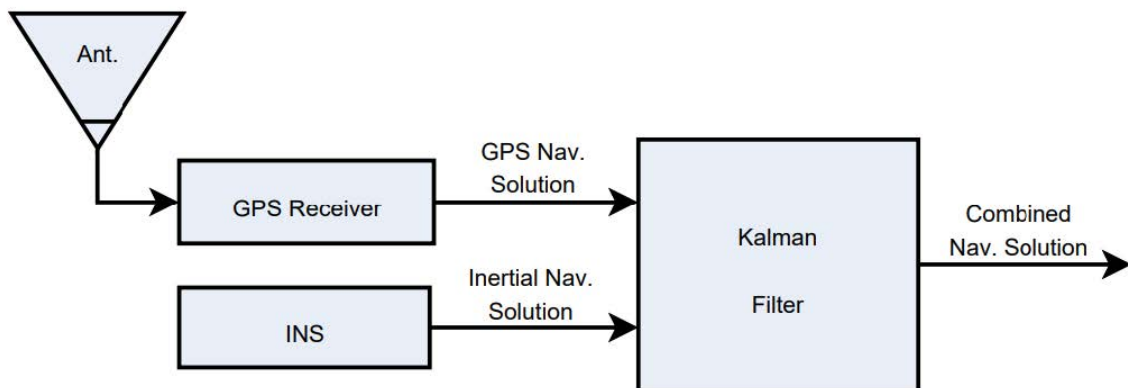 Ant.
GPS Receiver
GPS Nav.
Solution
INS
Inertial Nav.
Solution
Kalman
Filter
Combined
Nav. Solution